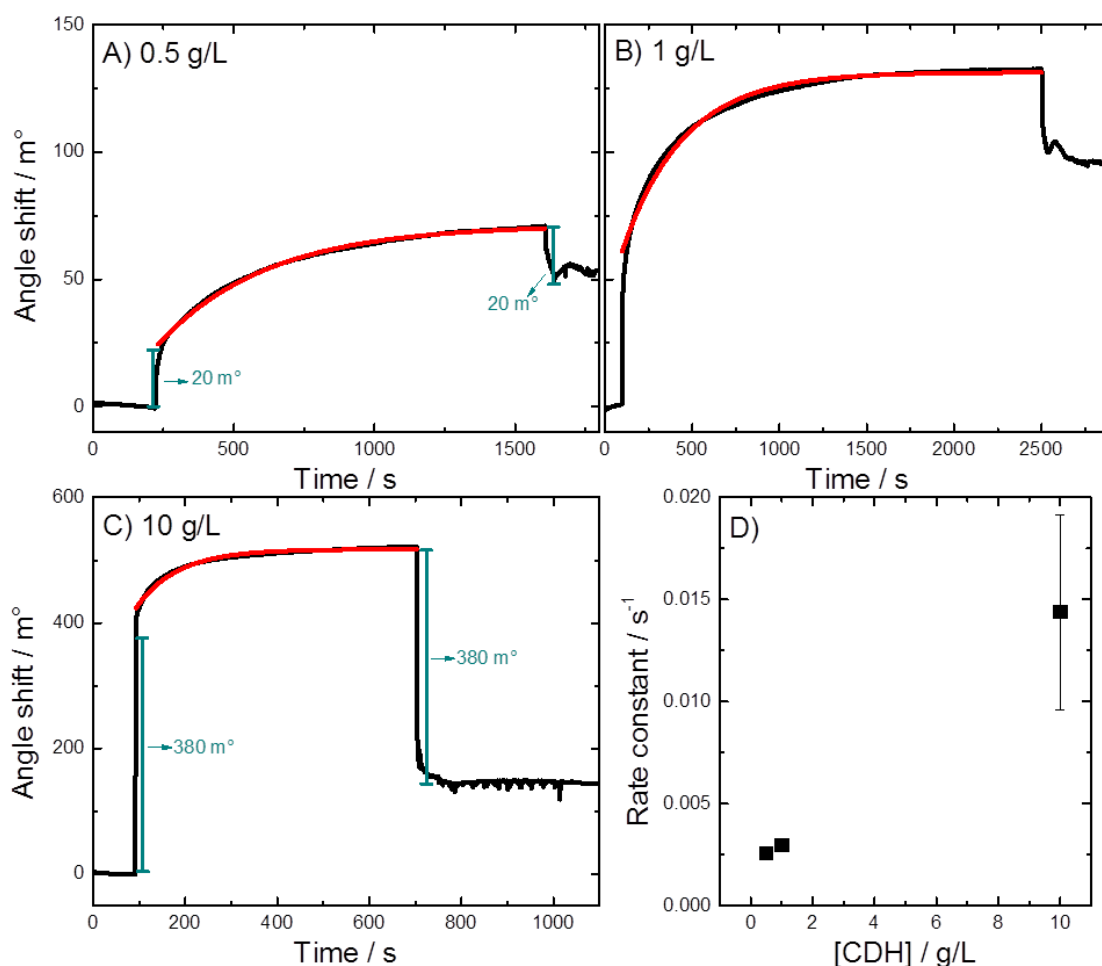 A) 0.5 g/L
Angle shift / m°
150
100
50
0
20 m°
20 m°
0
500
1000
1500
Time / s
B) 1 g/L
0
500
1000
1500
2000
2500
Time / s
C) 10 g/L
Angle shift / m°
600
400
200
0
380 m°
380 m°
0
200
400
600
800
1000
Time / s
D)
Rate constant / s⁻¹
0.020
0.015
0.010
0.005
0.000
0
2
4
6
8
10
[CDH] / g/L